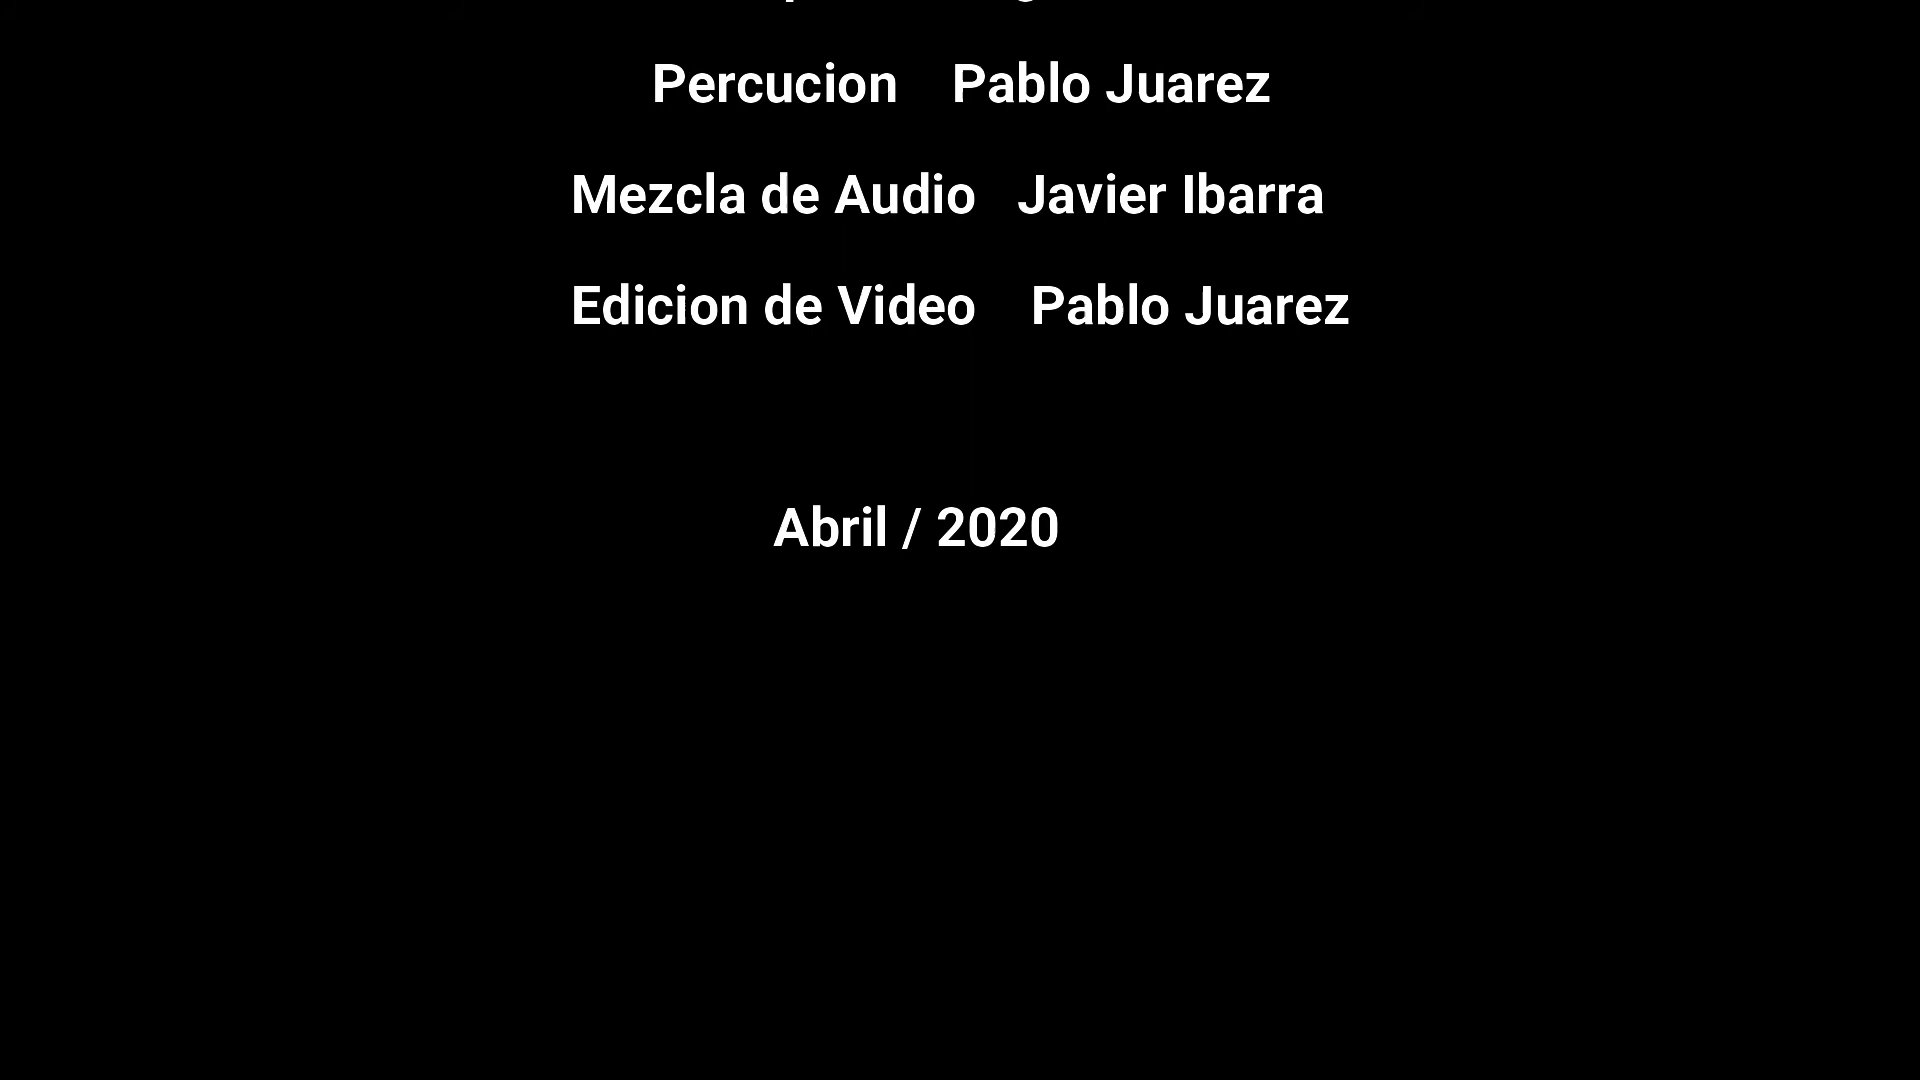 Percucion Pablo Juarez
Mezcla de Audio Javier Ibarra
Edicion de Video Pablo Juarez
Abril / 2020